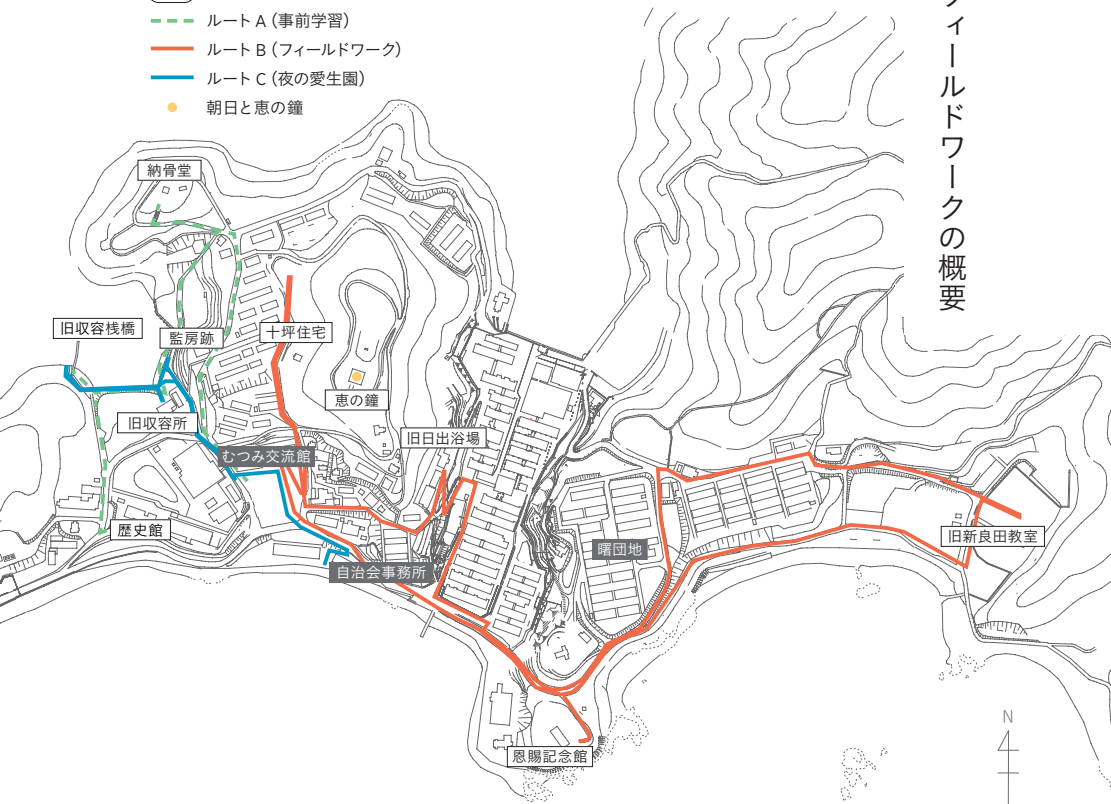 ルートA（事前学習）
ルートB（フィールドワーク）
ルートC（夜の愛生園）
朝日と恵の鐘
ィールドワークの概要
納骨堂
旧収容桟橋
監房跡
十坪住宅
恵の鐘
旧収容所
旧日出浴場
むつみ交流館
歴史館
曙団地
旧新良田教室
自治会事務所
恩賜記念館
N